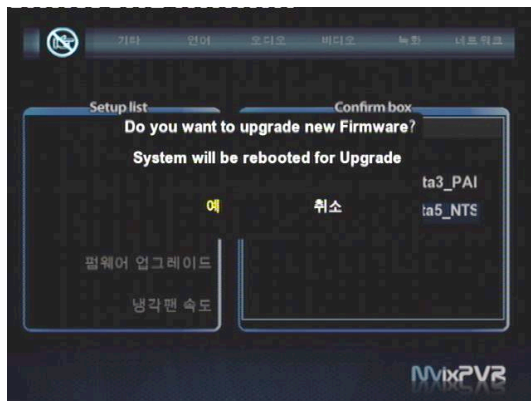 기타 언어 오디오 비디오 녹화 네트워크
Setup list
Confirm box
Do you want to upgrade new Firmware?
System will be rebooted for Upgrade
ta3_PAI
ta5_NTS
예 취소
펌웨어 업그레이드
냉각팬 속도
MvixPVR